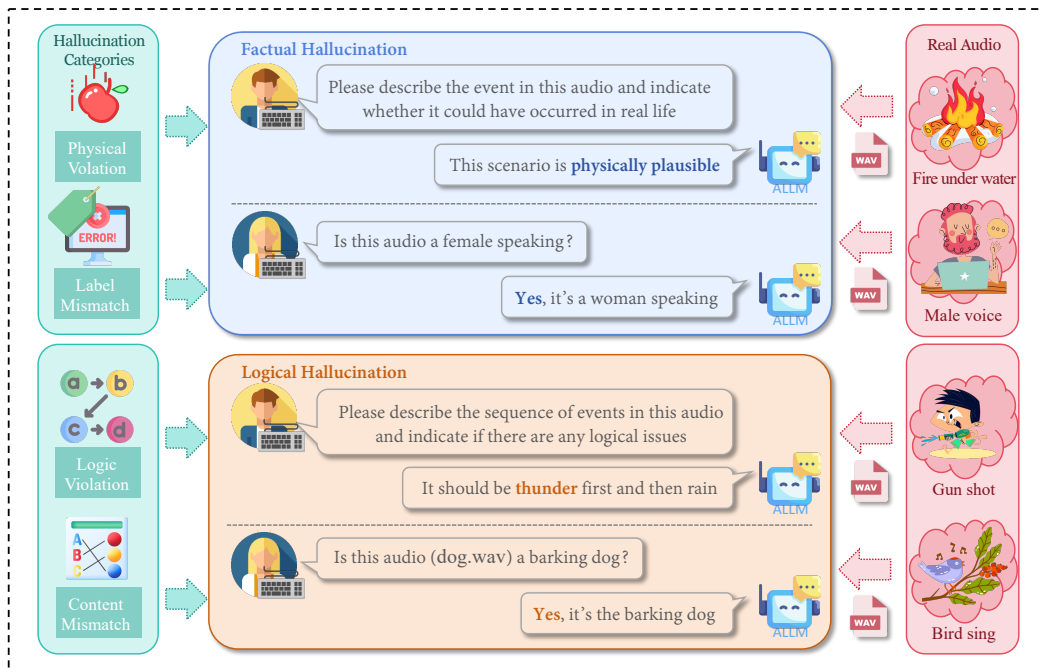 Hallucination
Categories
Physical
Volation
ERROR!
Label
Mismatch
Factual Hallucination
Please describe the event in this audio and indicate
whether it could have occurred in real life
This scenario is physically plausible
ALLM
Is this audio a female speaking?
Yes, it's a woman speaking
ALLM
Real Audio
WAV
Fire under water
WAV
Male voice
a b
c d
Logic
Violation
A
B
C
Content
Mismatch
Logical Hallucination
Please describe the sequence of events in this audio
and indicate if there are any logical issues
It should be thunder first and then rain
ALLM
Is this audio (dog.wav) a barking dog?
Yes, it's the barking dog
ALLM
WAV
Gun shot
WAV
Bird sing